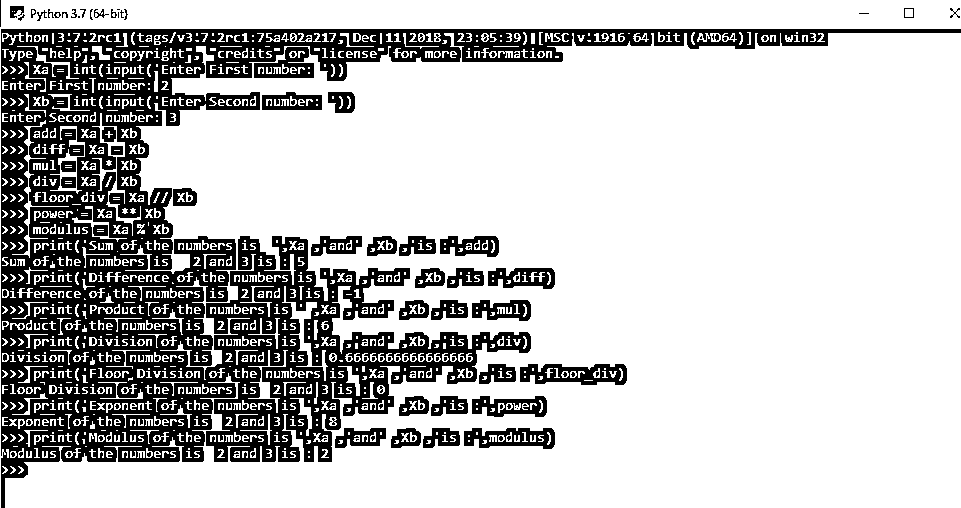 Python 3.7 (64-bit)
Python 3.7.2rc1 (tags/v3.7.2rc1:75a402a217, Dec 11 2018, 23:05:39) [MSC v.1916 64 bit (AMD64)] on win32
Type "help", "copyright", "credits" or "license" for more information.
>>> Xa = int(input('Enter First number: '))
Enter First number: 2
>>> Xb = int(input('Enter Second number: '))
Enter Second number: 3
>>> add = Xa + Xb
>>> diff = Xa - Xb
>>> mul = Xa * Xb
>>> div = Xa // Xb
>>> floor_div = Xa // Xb
>>> power = Xa ** Xb
>>> modulus = Xa % Xb
>>> print('Sum of the numbers is  ',Xa ,'and' ,Xb ,'is :',add)
Sum of the numbers is   2 and 3 is : 5
>>> print('Difference of the numbers is ',Xa ,'and' ,Xb ,'is :',diff)
Difference of the numbers is  2 and 3 is : -1
>>> print('Product of the numbers is ' ,Xa ,'and' ,Xb ,'is :',mul)
Product of the numbers is  2 and 3 is : 6
>>> print('Division of the numbers is ',Xa ,'and' ,Xb ,'is :',div)
Division of the numbers is  2 and 3 is : 0.6666666666666666
>>> print('Floor Division of the numbers is ',Xa ,'and' ,Xb ,'is :',floor_div)
Floor Division of the numbers is  2 and 3 is : 0
>>> print('Exponent of the numbers is ',Xa ,'and' ,Xb ,'is :',power)
Exponent of the numbers is  2 and 3 is : 8
>>> print('Modulus of the numbers is ',Xa ,'and' ,Xb ,'is :',modulus)
Modulus of the numbers is  2 and 3 is : 2
>>>